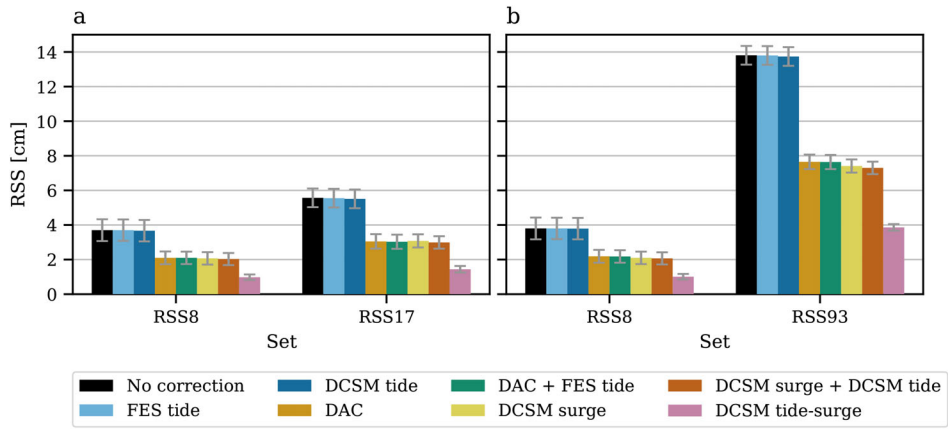 a
b
RSS [cm]
14
12
10
8
6
4
2
0
RSS8
RSS17
Set
RSS8
RSS93
Set
No correction
DCSM tide
DAC + FES tide
DCSM surge + DCSM tide
FES tide
DAC
DCSM surge
DCSM tide-surge